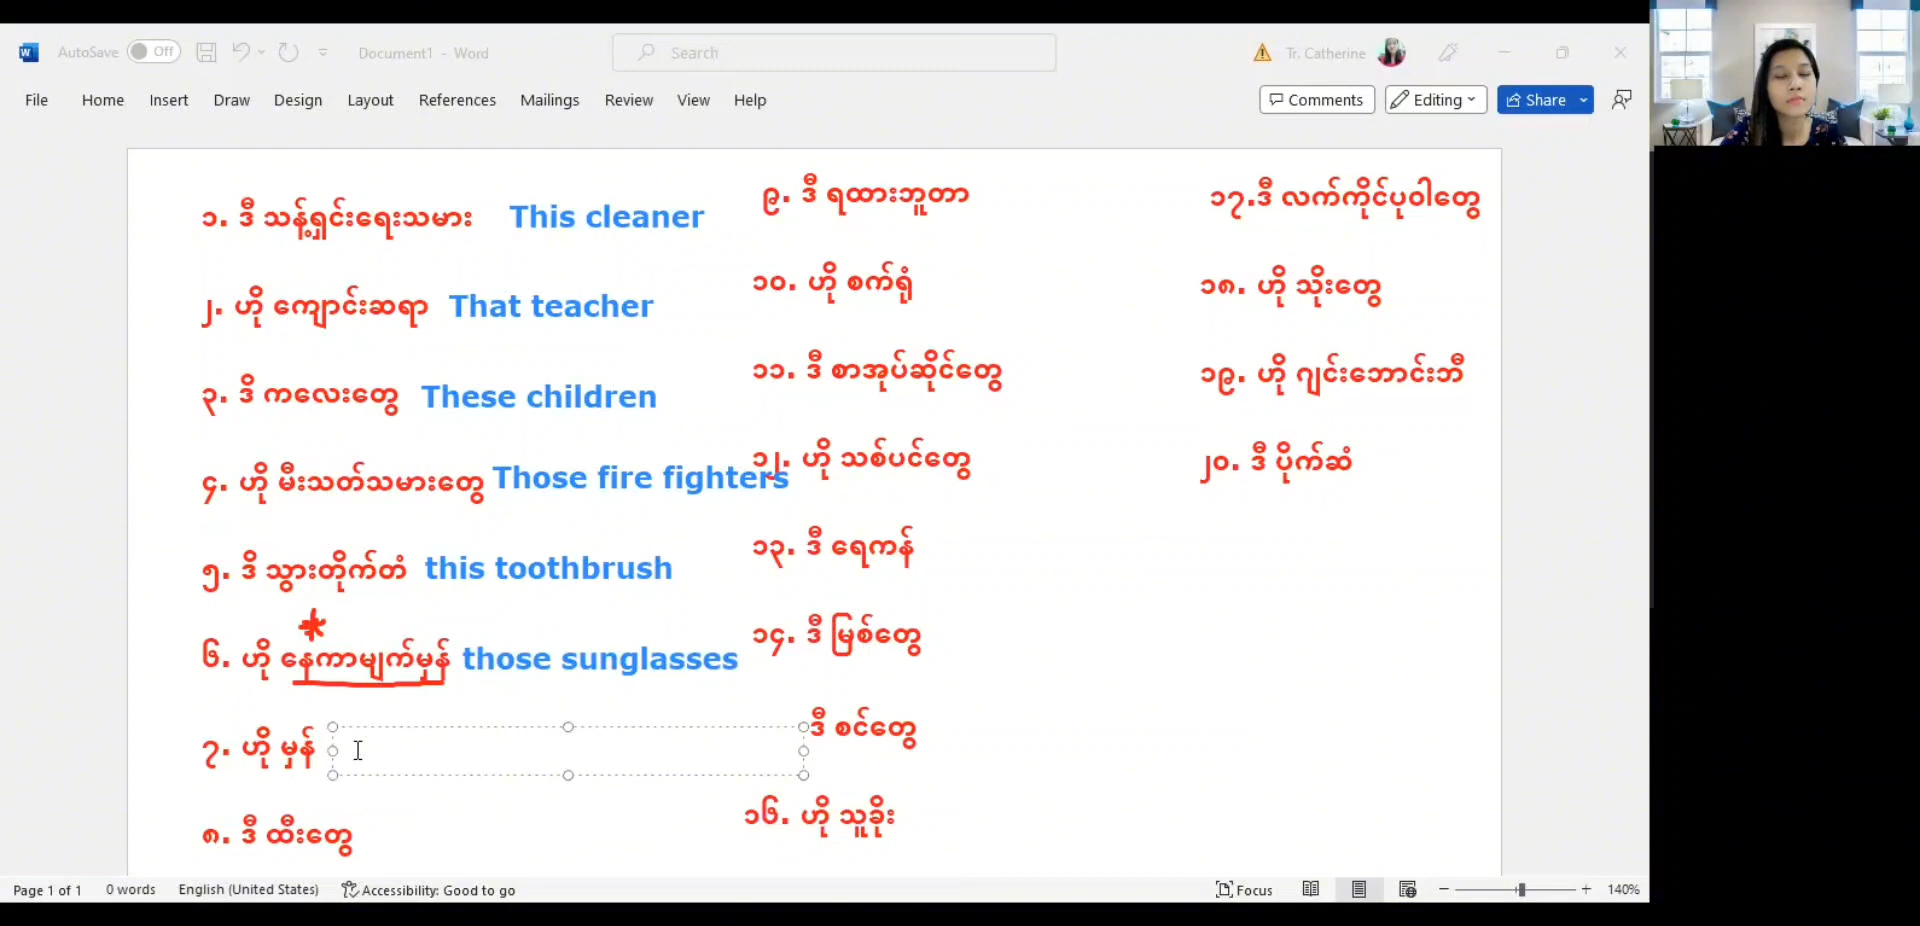 AutoSave Off Document1 - Word Search Tr. Catherine
File Home Insert Draw Design Layout References Mailings Review View Help Comments Editing Share
၁. ဒီ သန့်ရှင်းရေးသမား This cleaner
၂. ဟို ကျောင်းဆရာ That teacher
၃. ဒီ ကလေးတွေ These children
၄. ဟို မီးသတ်သမားတွေ Those fire fighters
၅. ဒီ သွားတိုက်တံ this toothbrush
၆. ဟို နေကာမျက်မှန် those sunglasses
၇. ဟို မှန်
၈. ဒီ ထီးတွေ
၉. ဒီ ရထားဘူတာ
၁၀. ဟို စက်ရုံ
၁၁. ဒီ စာအုပ်ဆိုင်တွေ
၁၂. ဟို သစ်ပင်တွေ
၁၃. ဒီ ရေကန်
၁၄. ဒီ မြစ်တွေ
ဒီ စင်တွေ
၁၆. ဟို သူခိုး
၁၇.ဒီ လက်ကိုင်ပုဝါတွေ
၁၈. ဟို သိုးတွေ
၁၉. ဟို ဂျင်းဘောင်းဘီ
၂၀. ဒီ ပိုက်ဆံ
Page 1 of 1 0 words English (United States) Accessibility: Good to go Focus 140%